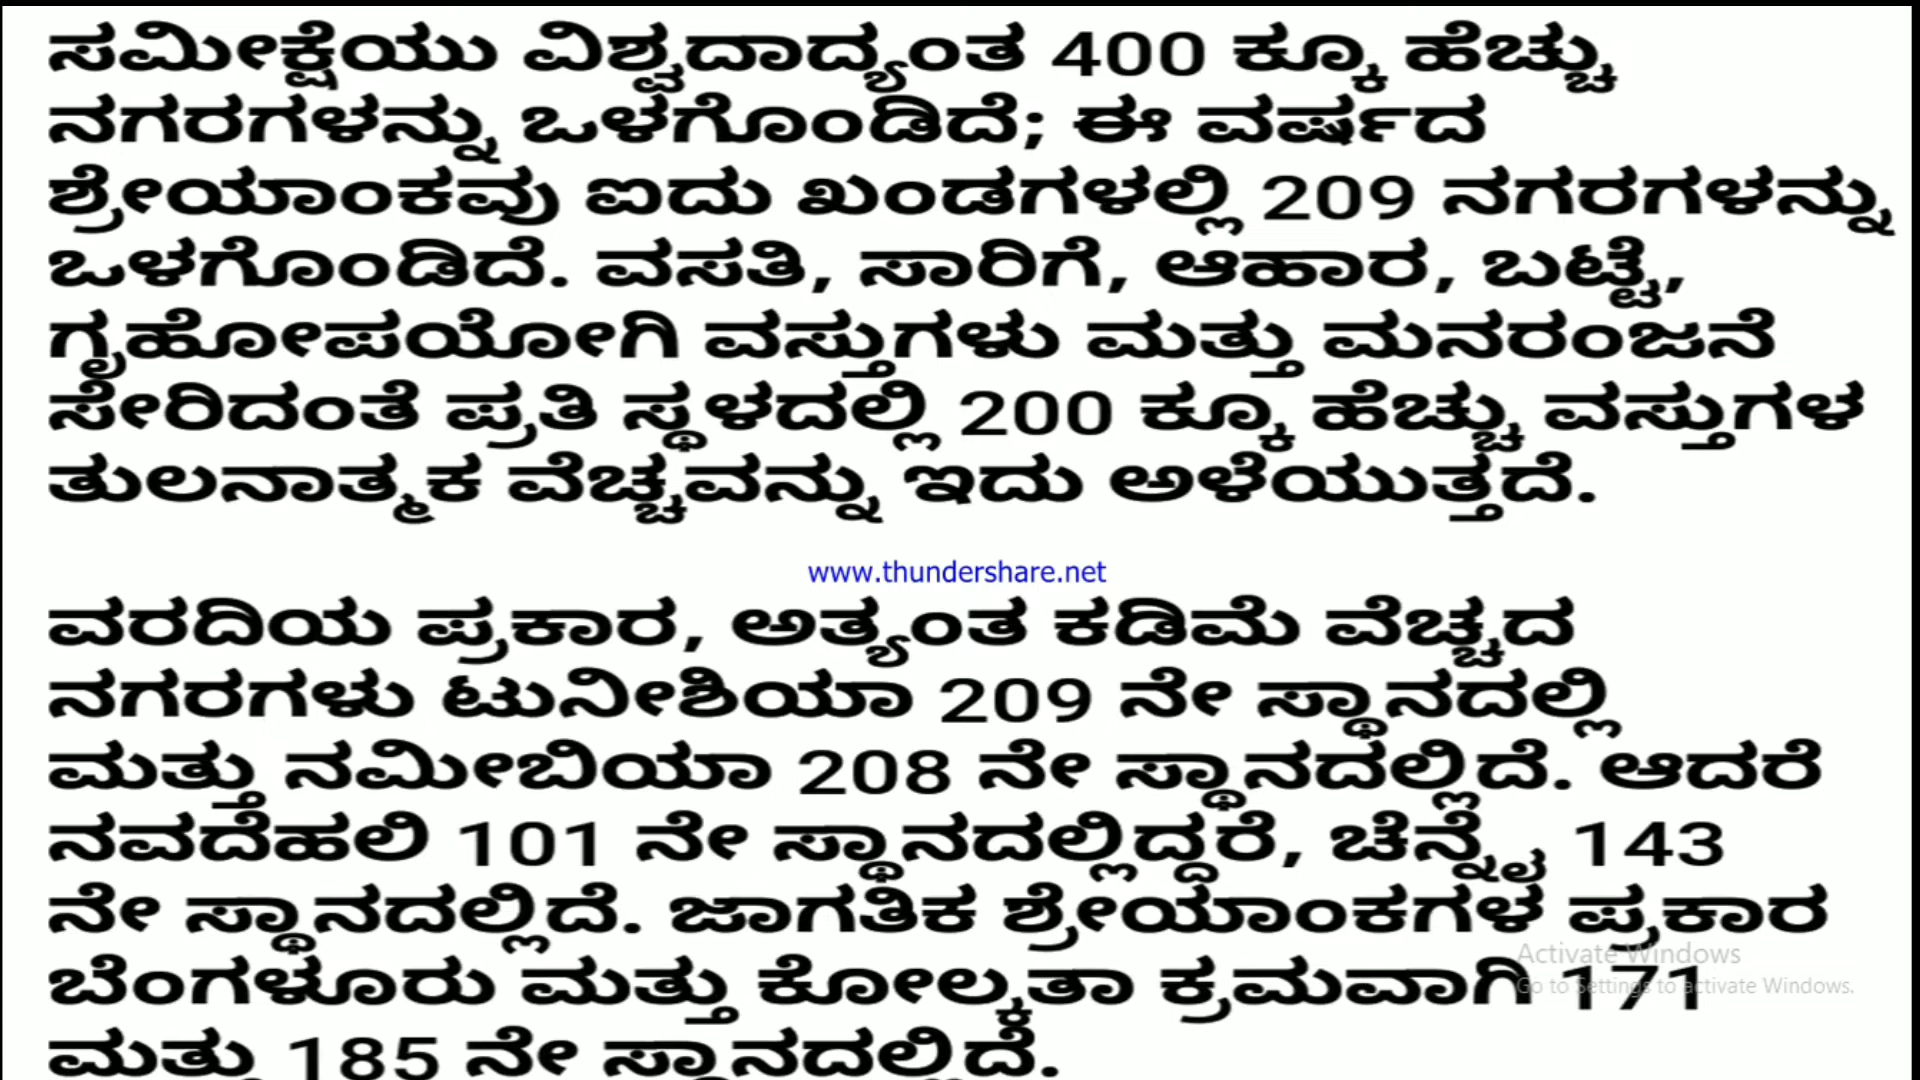 ಸಮೀಕ್ಷೆಯು ವಿಶ್ವದಾದ್ಯಂತ 400 ಕ್ಕೂ ಹೆಚ್ಚು
ನಗರಗಳನ್ನು ಒಳಗೊಂಡಿದೆ; ಈ ವರ್ಷದ
ಶ್ರೇಯಾಂಕವು ಐದು ಖಂಡಗಳಲ್ಲಿ 209 ನಗರಗಳನ್ನು
ಒಳಗೊಂಡಿದೆ. ವಸತಿ, ಸಾರಿಗೆ, ಆಹಾರ, ಬಟ್ಟೆ,
ಗೃಹೋಪಯೋಗಿ ವಸ್ತುಗಳು ಮತ್ತು ಮನರಂಜನೆ
ಸೇರಿದಂತೆ ಪ್ರತಿ ಸ್ಥಳದಲ್ಲಿ 200 ಕ್ಕೂ ಹೆಚ್ಚು ವಸ್ತುಗಳ
ತುಲನಾತ್ಮಕ ವೆಚ್ಚವನ್ನು ಇದು ಅಳೆಯುತ್ತದೆ.
www.thundershare.net
ವರದಿಯ ಪ್ರಕಾರ, ಅತ್ಯಂತ ಕಡಿಮೆ ವೆಚ್ಚದ
ನಗರಗಳು ಟುನೀಶಿಯಾ 209 ನೇ ಸ್ಥಾನದಲ್ಲಿ
ಮತ್ತು ನಮೀಬಿಯಾ 208 ನೇ ಸ್ಥಾನದಲ್ಲಿದೆ. ಆದರೆ
ನವದೆಹಲಿ 101 ನೇ ಸ್ಥಾನದಲ್ಲಿದ್ದರೆ, ಚೆನ್ನೈ 143
ನೇ ಸ್ಥಾನದಲ್ಲಿದೆ. ಜಾಗತಿಕ ಶ್ರೇಯಾಂಕಗಳ ಪ್ರಕಾರ
ಬೆಂಗಳೂರು ಮತ್ತು ಕೋಲ್ಕತಾ ಕ್ರಮವಾಗಿ 171
ಮತ್ತು 185 ನೇ ಸ್ಥಾನದಲ್ಲಿದೆ.
Activate Windows
Go to Settings to activate Windows.